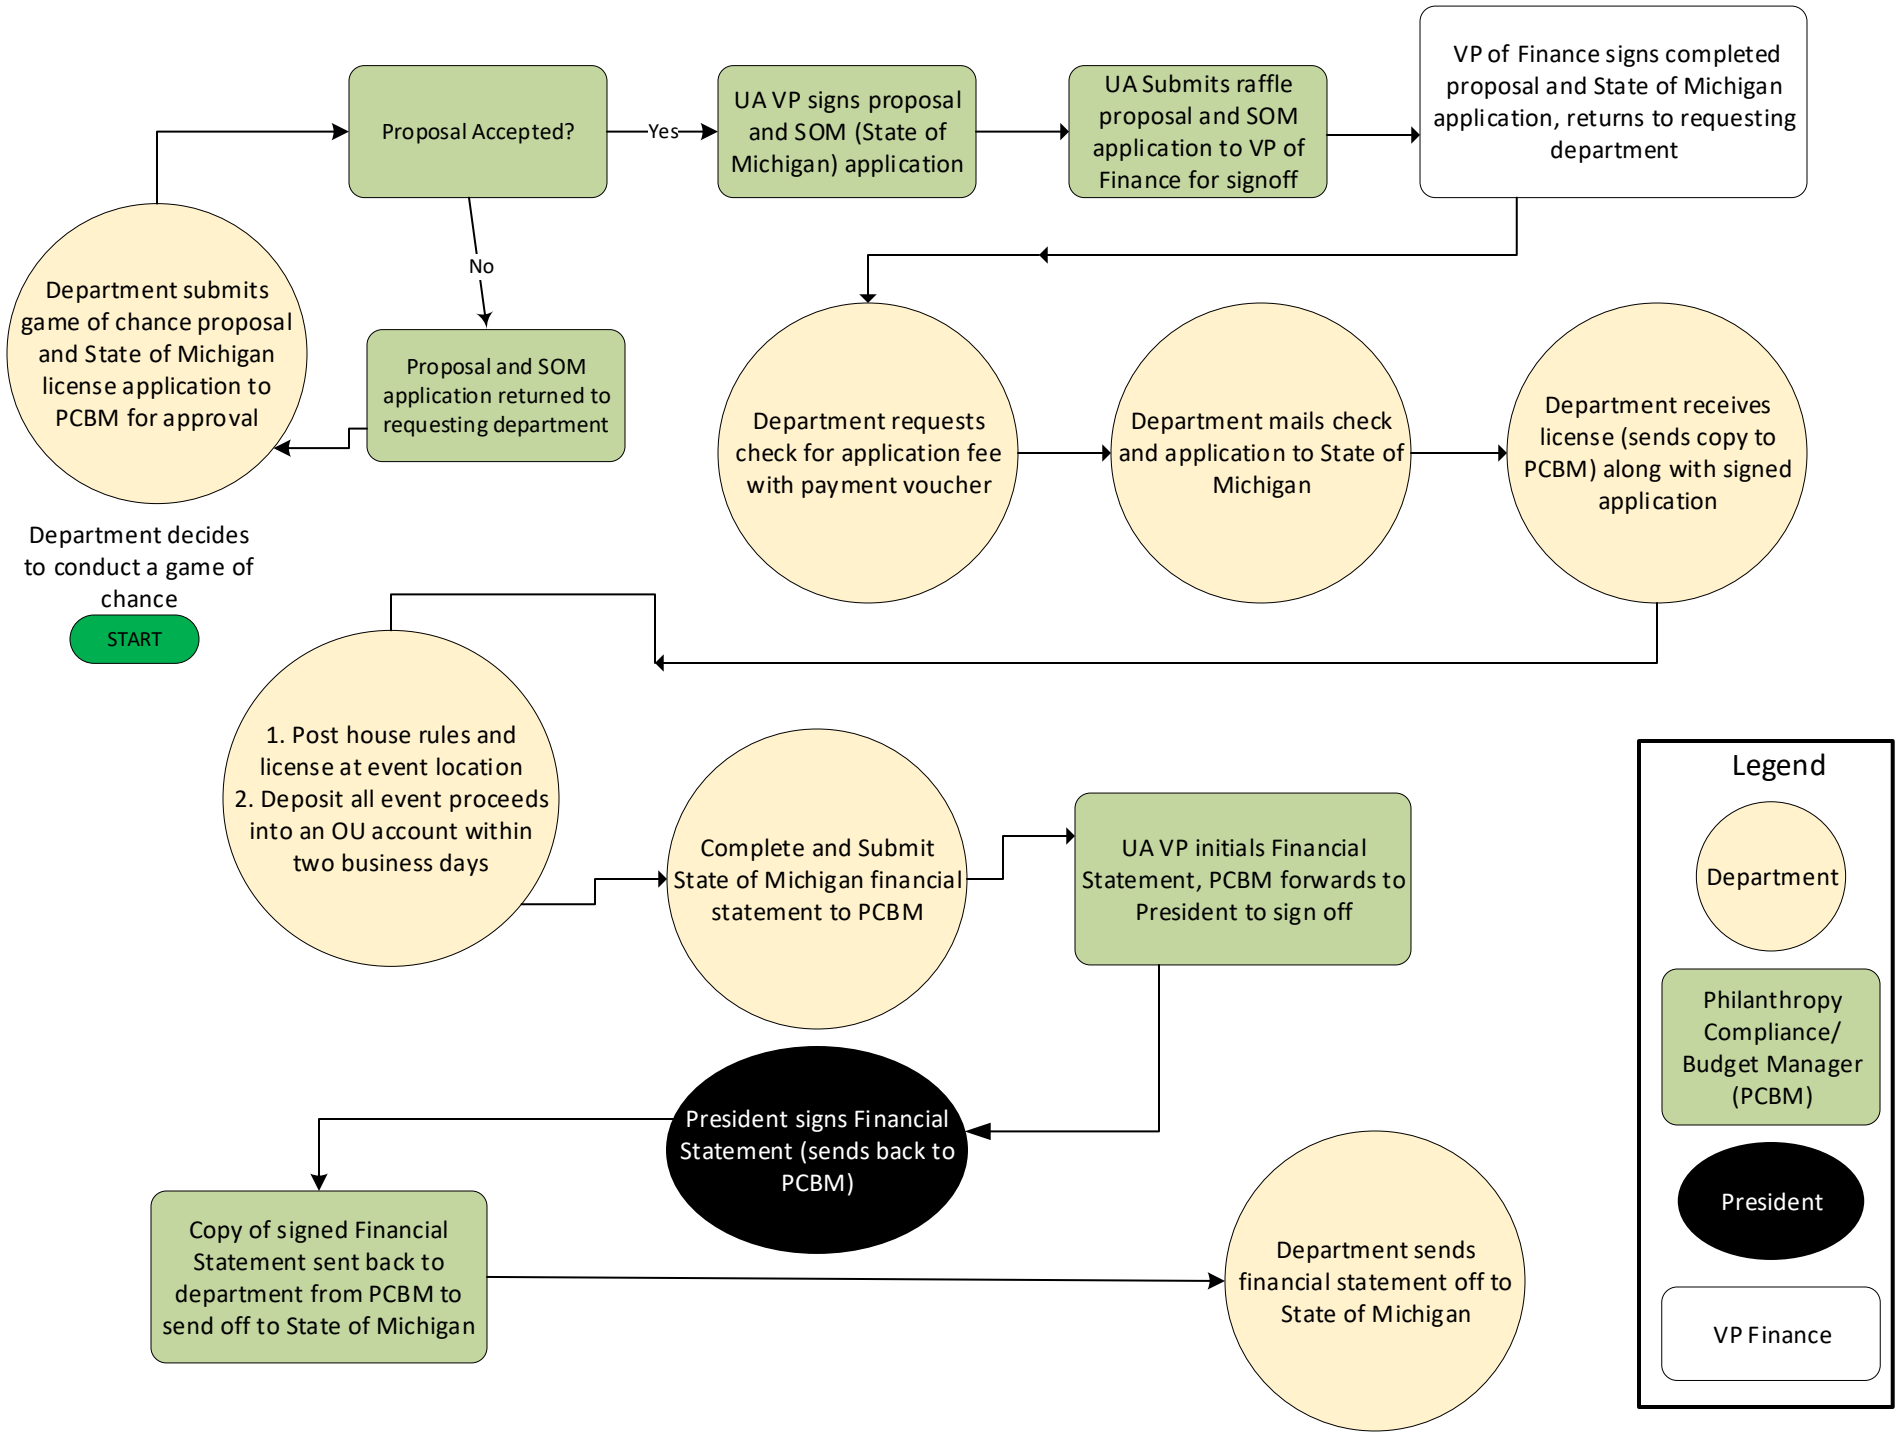 Proposal Accepted?
Yes
UA VP signs proposal
and SOM (State of
Michigan) application
UA Submits raffle
proposal and SOM
application to VP of
Finance for signoff
VP of Finance signs completed
proposal and State of Michigan
application, returns to requesting
department
No
Department submits
game of chance proposal
and State of Michigan
license application to
PCBM for approval
Proposal and SOM
application returned to
requesting department
Department decides
to conduct a game of
chance
START
Department requests
check for application fee
with payment voucher
Department mails check
and application to State of
Michigan
Department receives
license (sends copy to
PCBM) along with signed
application
1. Post house rules and
license at event location
2. Deposit all event proceeds
into an OU account within
two business days
Complete and Submit
State of Michigan financial
statement to PCBM
UA VP initials Financial
Statement, PCBM forwards to
President to sign off
President signs Financial
Statement (sends back to
PCBM)
Copy of signed Financial
Statement sent back to
department from PCBM to
send off to State of Michigan
Department sends
financial statement off to
State of Michigan
Legend
Department
Philanthropy
Compliance/
Budget Manager
(PCBM)
President
VP Finance